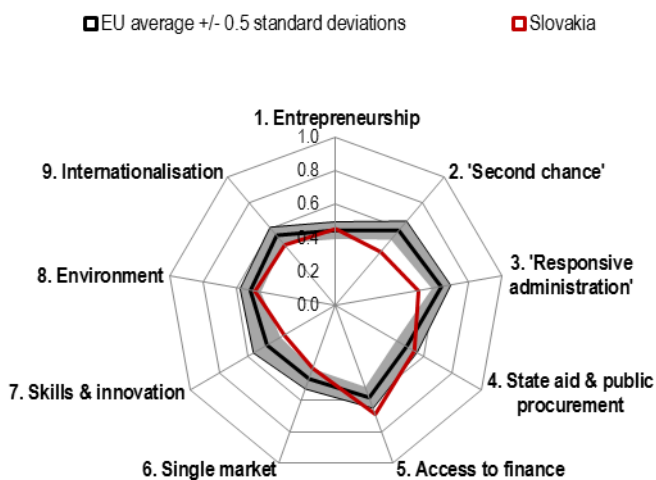 EU average +/- 0.5 standard deviations
Slovakia
1. Entrepreneurship
1.0
9. Internationalisation
0.8
2. 'Second chance'
0.6
0.4
8. Environment
0.2
3. 'Responsive
administration'
0.0
7. Skills & innovation
4. State aid & public
procurement
6. Single market
5. Access to finance